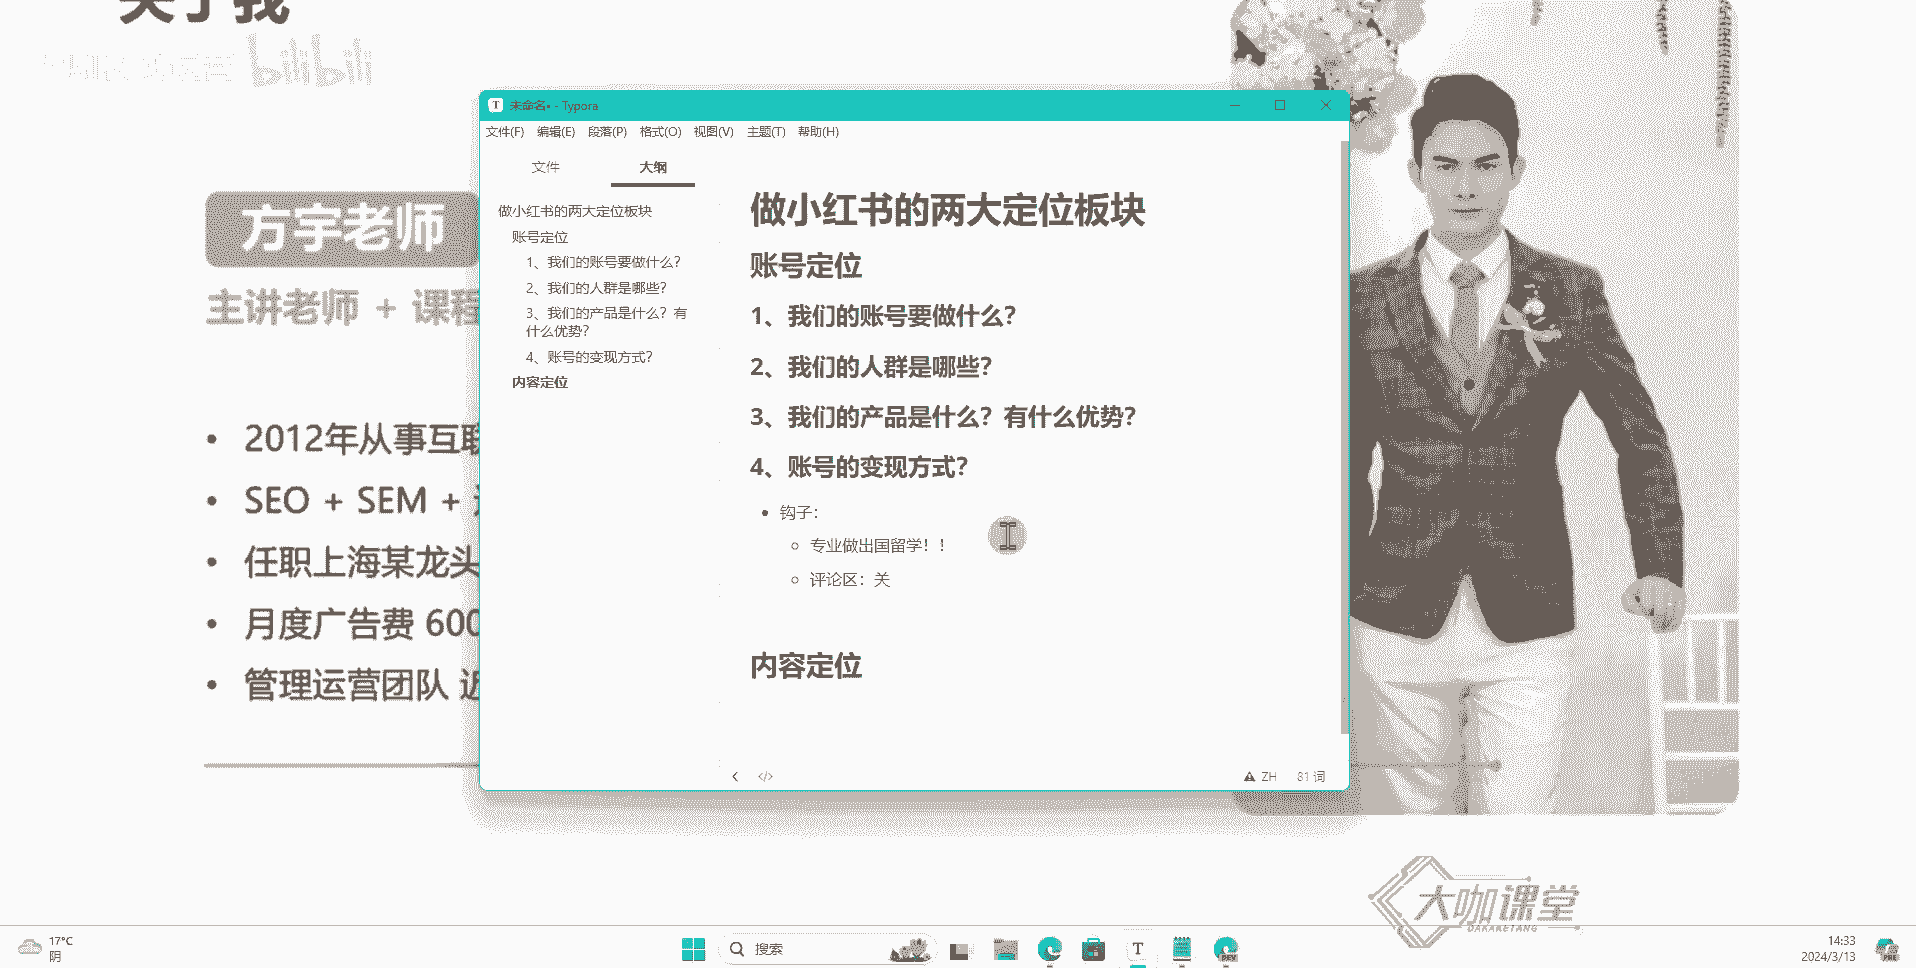 关于我
bilibili
未命名• - Typora
文件(F) 编辑(E) 段落(P) 格式(O) 视图(V) 主题(T) 帮助(H)
文件 大纲
做小红书的两大定位板块
账号定位
1、我们的账号要做什么？
2、我们的人群是哪些？
3、我们的产品是什么？有
什么优势？
4、账号的变现方式？
内容定位
做小红书的两大定位板块
账号定位
1、我们的账号要做什么？
2、我们的人群是哪些？
3、我们的产品是什么？有什么优势？
4、账号的变现方式？
• 钩子：
◦ 专业做出国留学！！
◦ 评论区：关
内容定位
ZH 81 词
方宇老师
主讲老师 + 课程
• 2012年从事互联
• SEO + SEM +
• 任职上海某龙头
• 月度广告费 600
• 管理运营团队 近
大咖课堂
DAKAKETANG
17°C
阴
搜索
T
DEV
14:33
2024/3/13
PRE